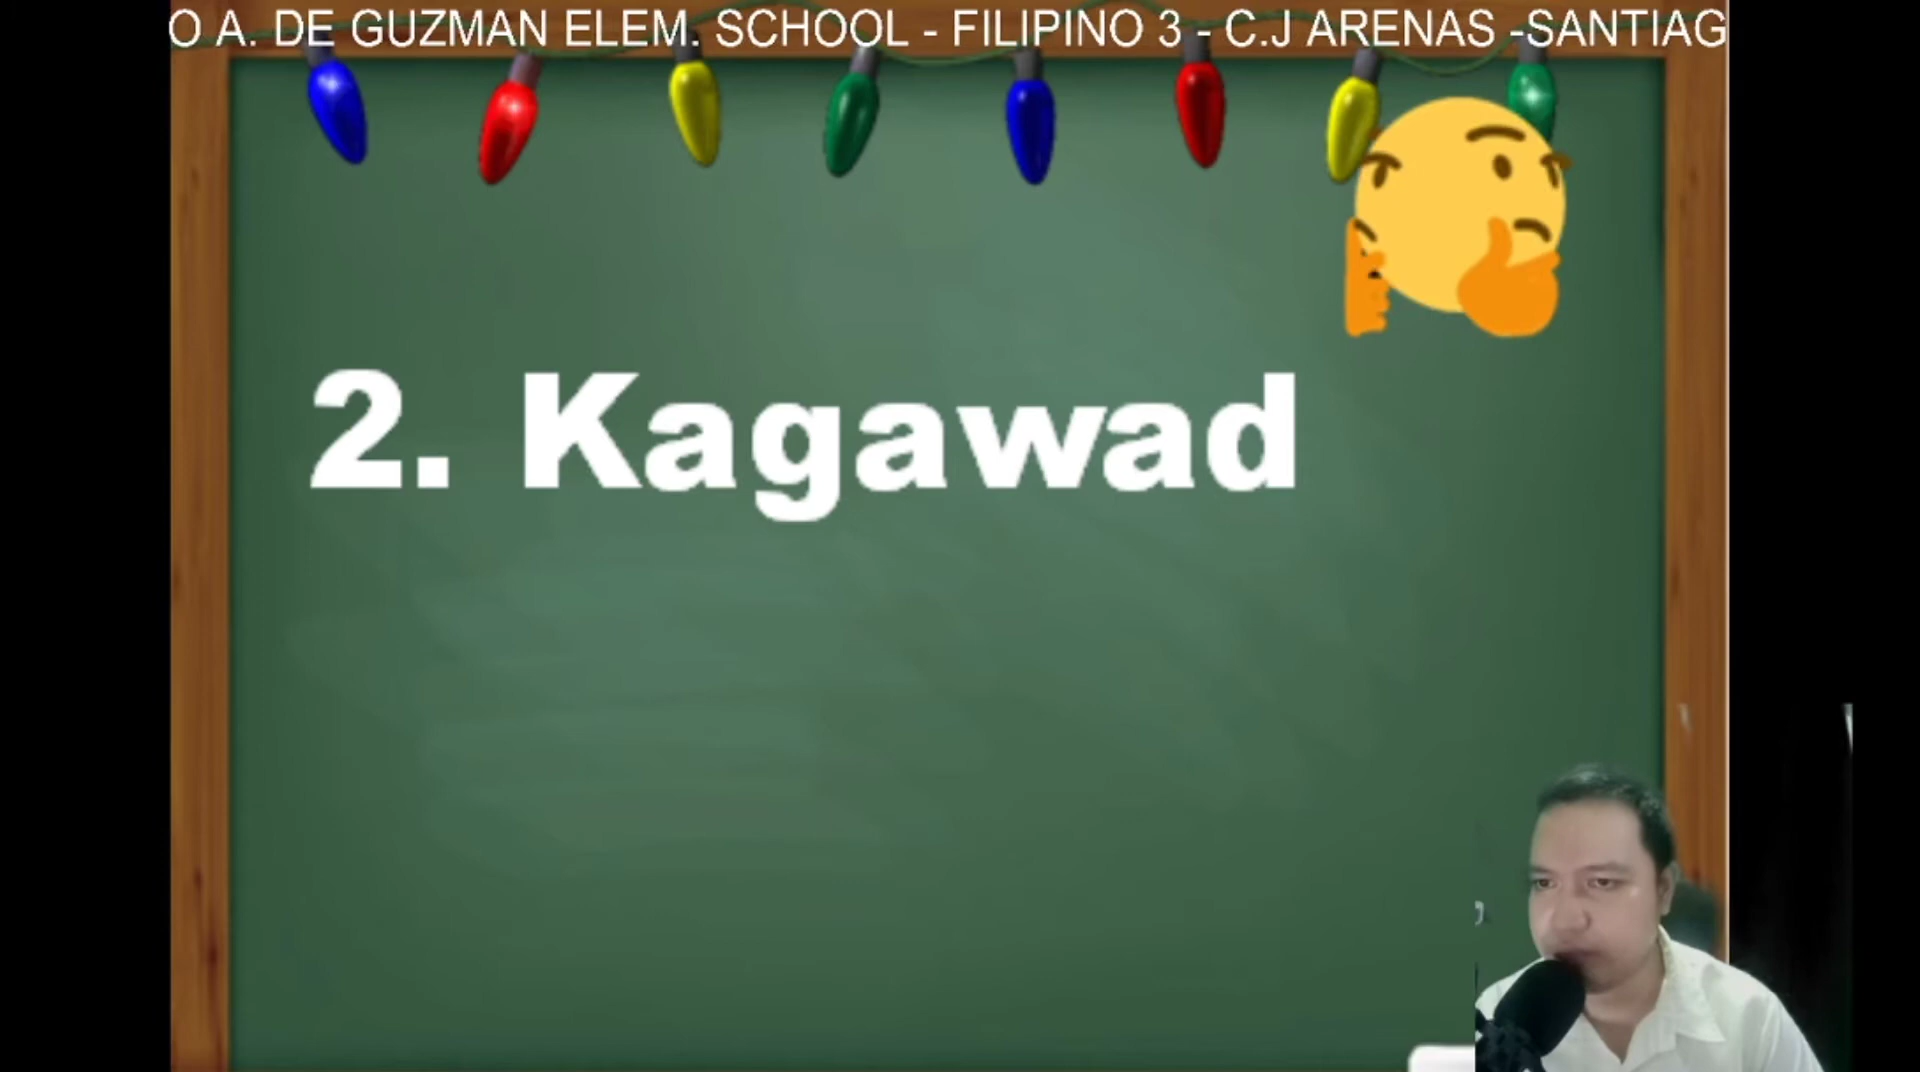 O A. DE GUZMAN ELEM. SCHOOL - FILIPINO 3 - C.J ARENAS -SANTIAG
2. Kagawad